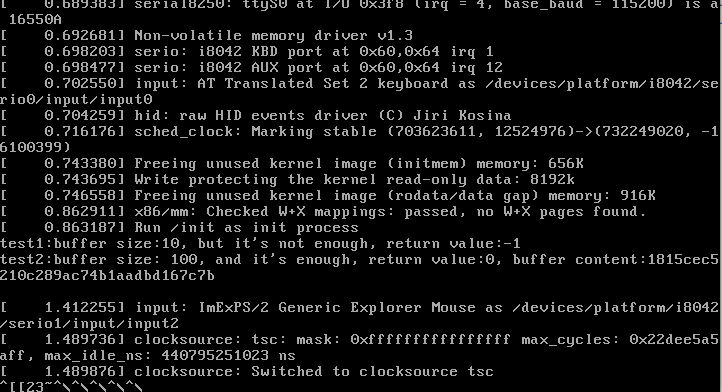 [    0.689383] serial8250: ttyS0 at I/O 0x3f8 (irq = 4, base_baud = 115200) is a
 16550A
[    0.692681] Non-volatile memory driver v1.3
[    0.698203] serio: i8042 KBD port at 0x60,0x64 irq 1
[    0.698477] serio: i8042 AUX port at 0x60,0x64 irq 12
[    0.702550] input: AT Translated Set 2 keyboard as /devices/platform/i8042/se
rio0/input/input0
[    0.704259] hid: raw HID events driver (C) Jiri Kosina
[    0.716176] sched_clock: Marking stable (703623611, 12524976)->(732249020, -1
6100399)
[    0.743380] Freeing unused kernel image (initmem) memory: 656K
[    0.743695] Write protecting the kernel read-only data: 8192k
[    0.746558] Freeing unused kernel image (rodata/data gap) memory: 916K
[    0.862911] x86/mm: Checked W+X mappings: passed, no W+X pages found.
[    0.863187] Run /init as init process
test1:buffer size:10, but it's not enough, return value:-1
test2:buffer size: 100, and it's enough, return value:0, buffer content:1815cec5
210c289ac74b1aadbd167c7b
[    1.412255] input: ImExPS/2 Generic Explorer Mouse as /devices/platform/i8042
/serio1/input/input2
[    1.489736] clocksource: tsc: mask: 0xffffffffffffffff max_cycles: 0x22dee5a5
aff, max_idle_ns: 440795251023 ns
[    1.489876] clocksource: Switched to clocksource tsc
^[[23~^\^\^\^\^\